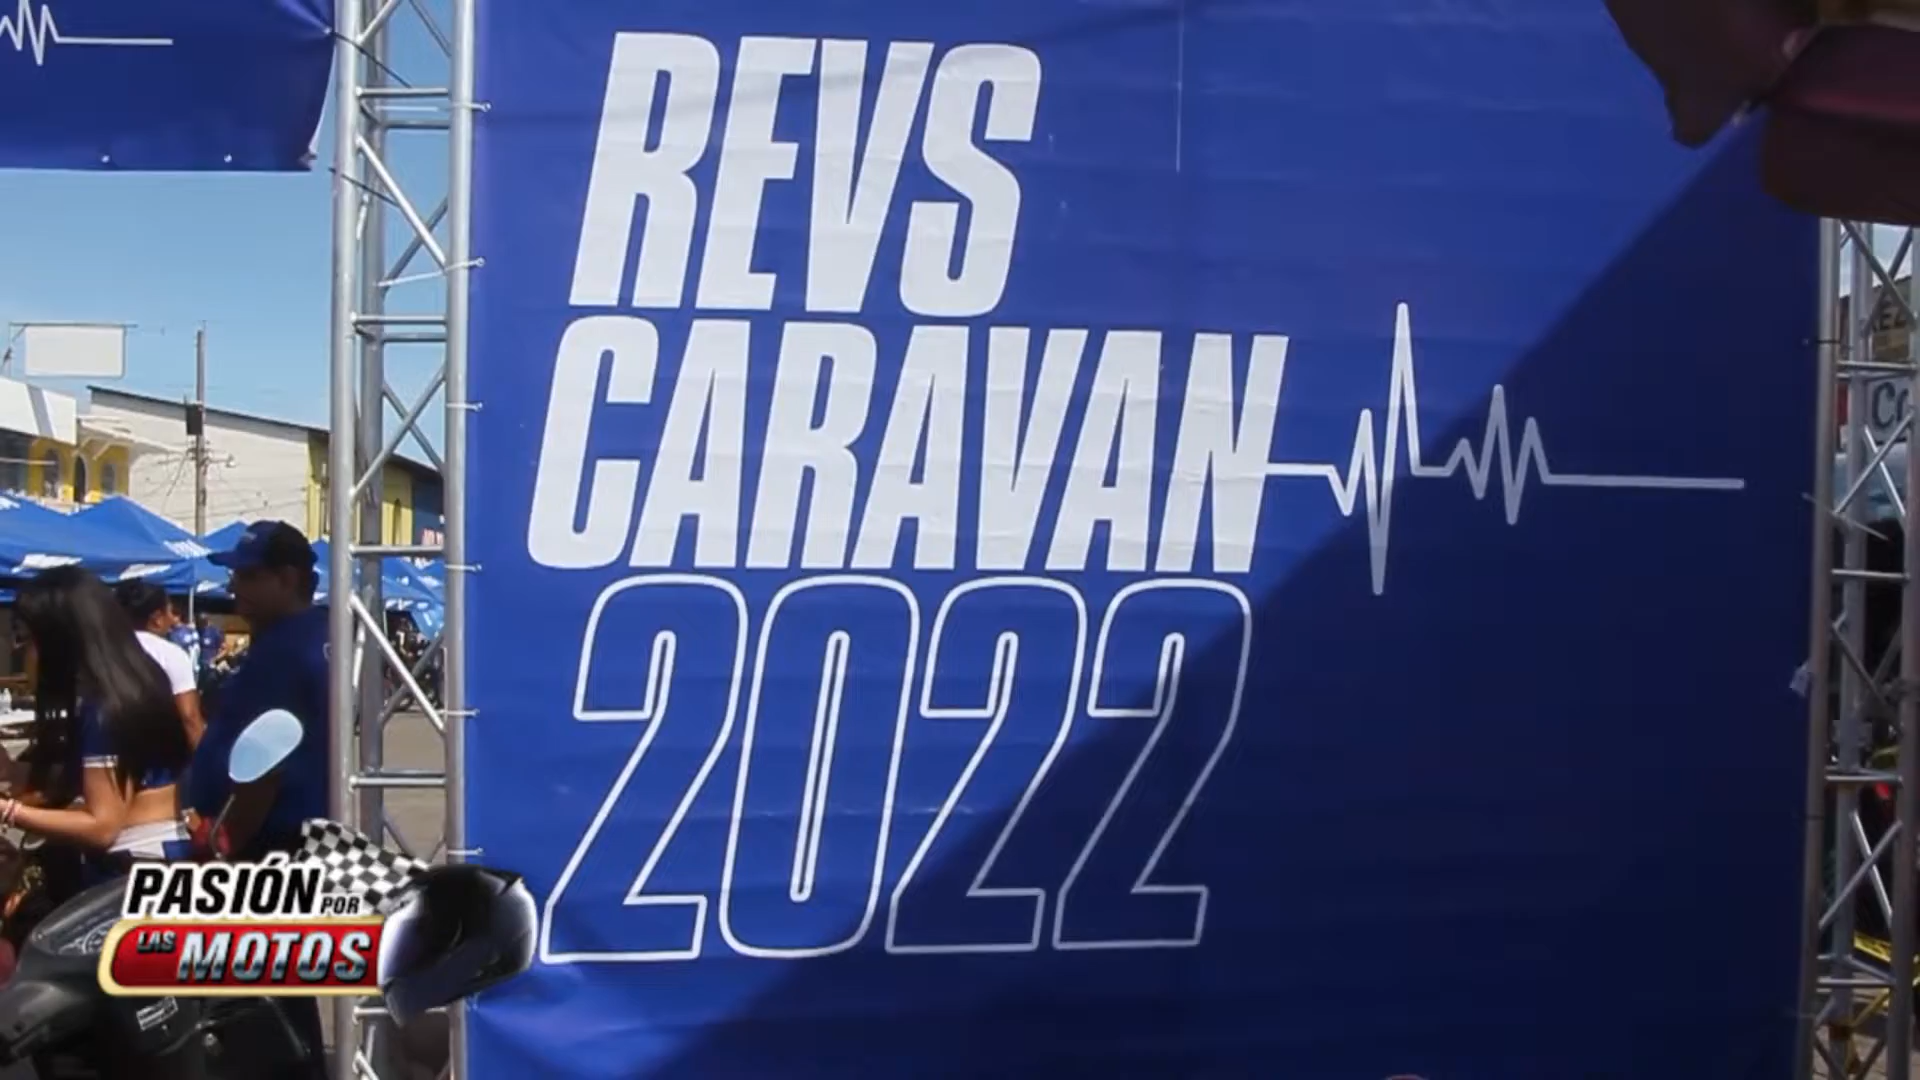 REVS
CARAVAN
2022
PASIÓN POR
LAS MOTOS